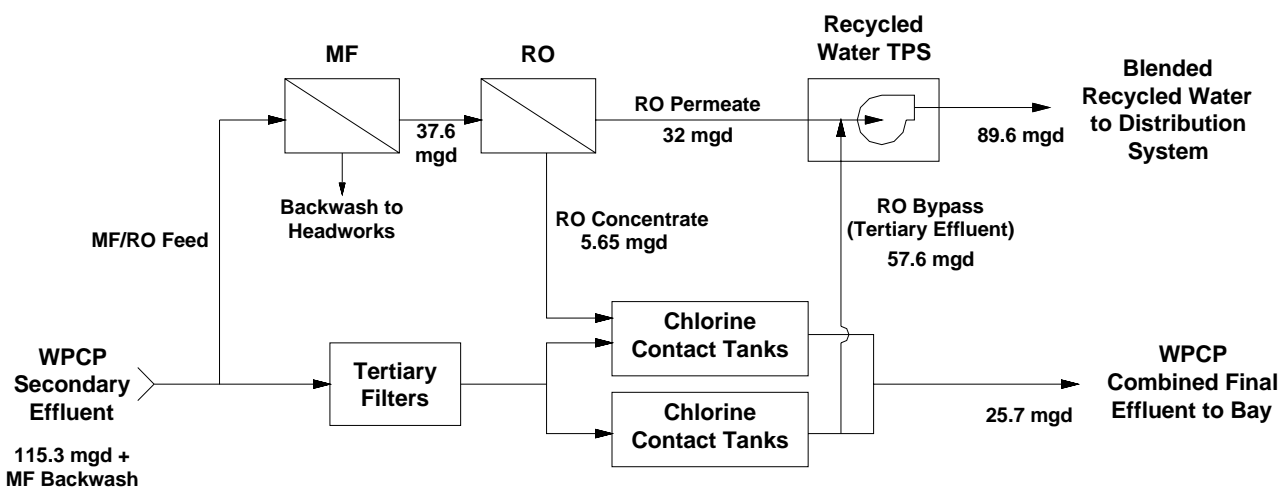 MF
RO
Recycled
Water TPS
RO Permeate
32 mgd
37.6
mgd
89.6 mgd
Blended
Recycled Water
to Distribution
System
Backwash to
Headworks
RO Concentrate
5.65 mgd
RO Bypass
(Tertiary Effluent)
57.6 mgd
MF/RO Feed
WPCP
Secondary
Effluent
115.3 mgd +
MF Backwash
Tertiary
Filters
Chlorine
Contact Tanks
Chlorine
Contact Tanks
25.7 mgd
WPCP
Combined Final
Effluent to Bay